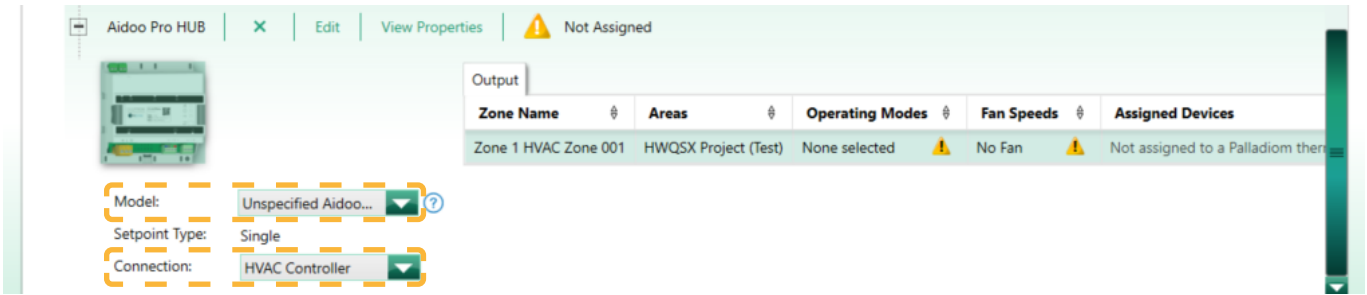 Aidoo Pro HUB × Edit View Properties Not Assigned
Output
Zone Name Areas Operating Modes Fan Speeds Assigned Devices
Zone 1 HVAC Zone 001 HWQSX Project (Test) None selected No Fan Not assigned to a Palladiom ther
Model: Unspecified Aidoo... ?
Setpoint Type: Single
Connection: HVAC Controller